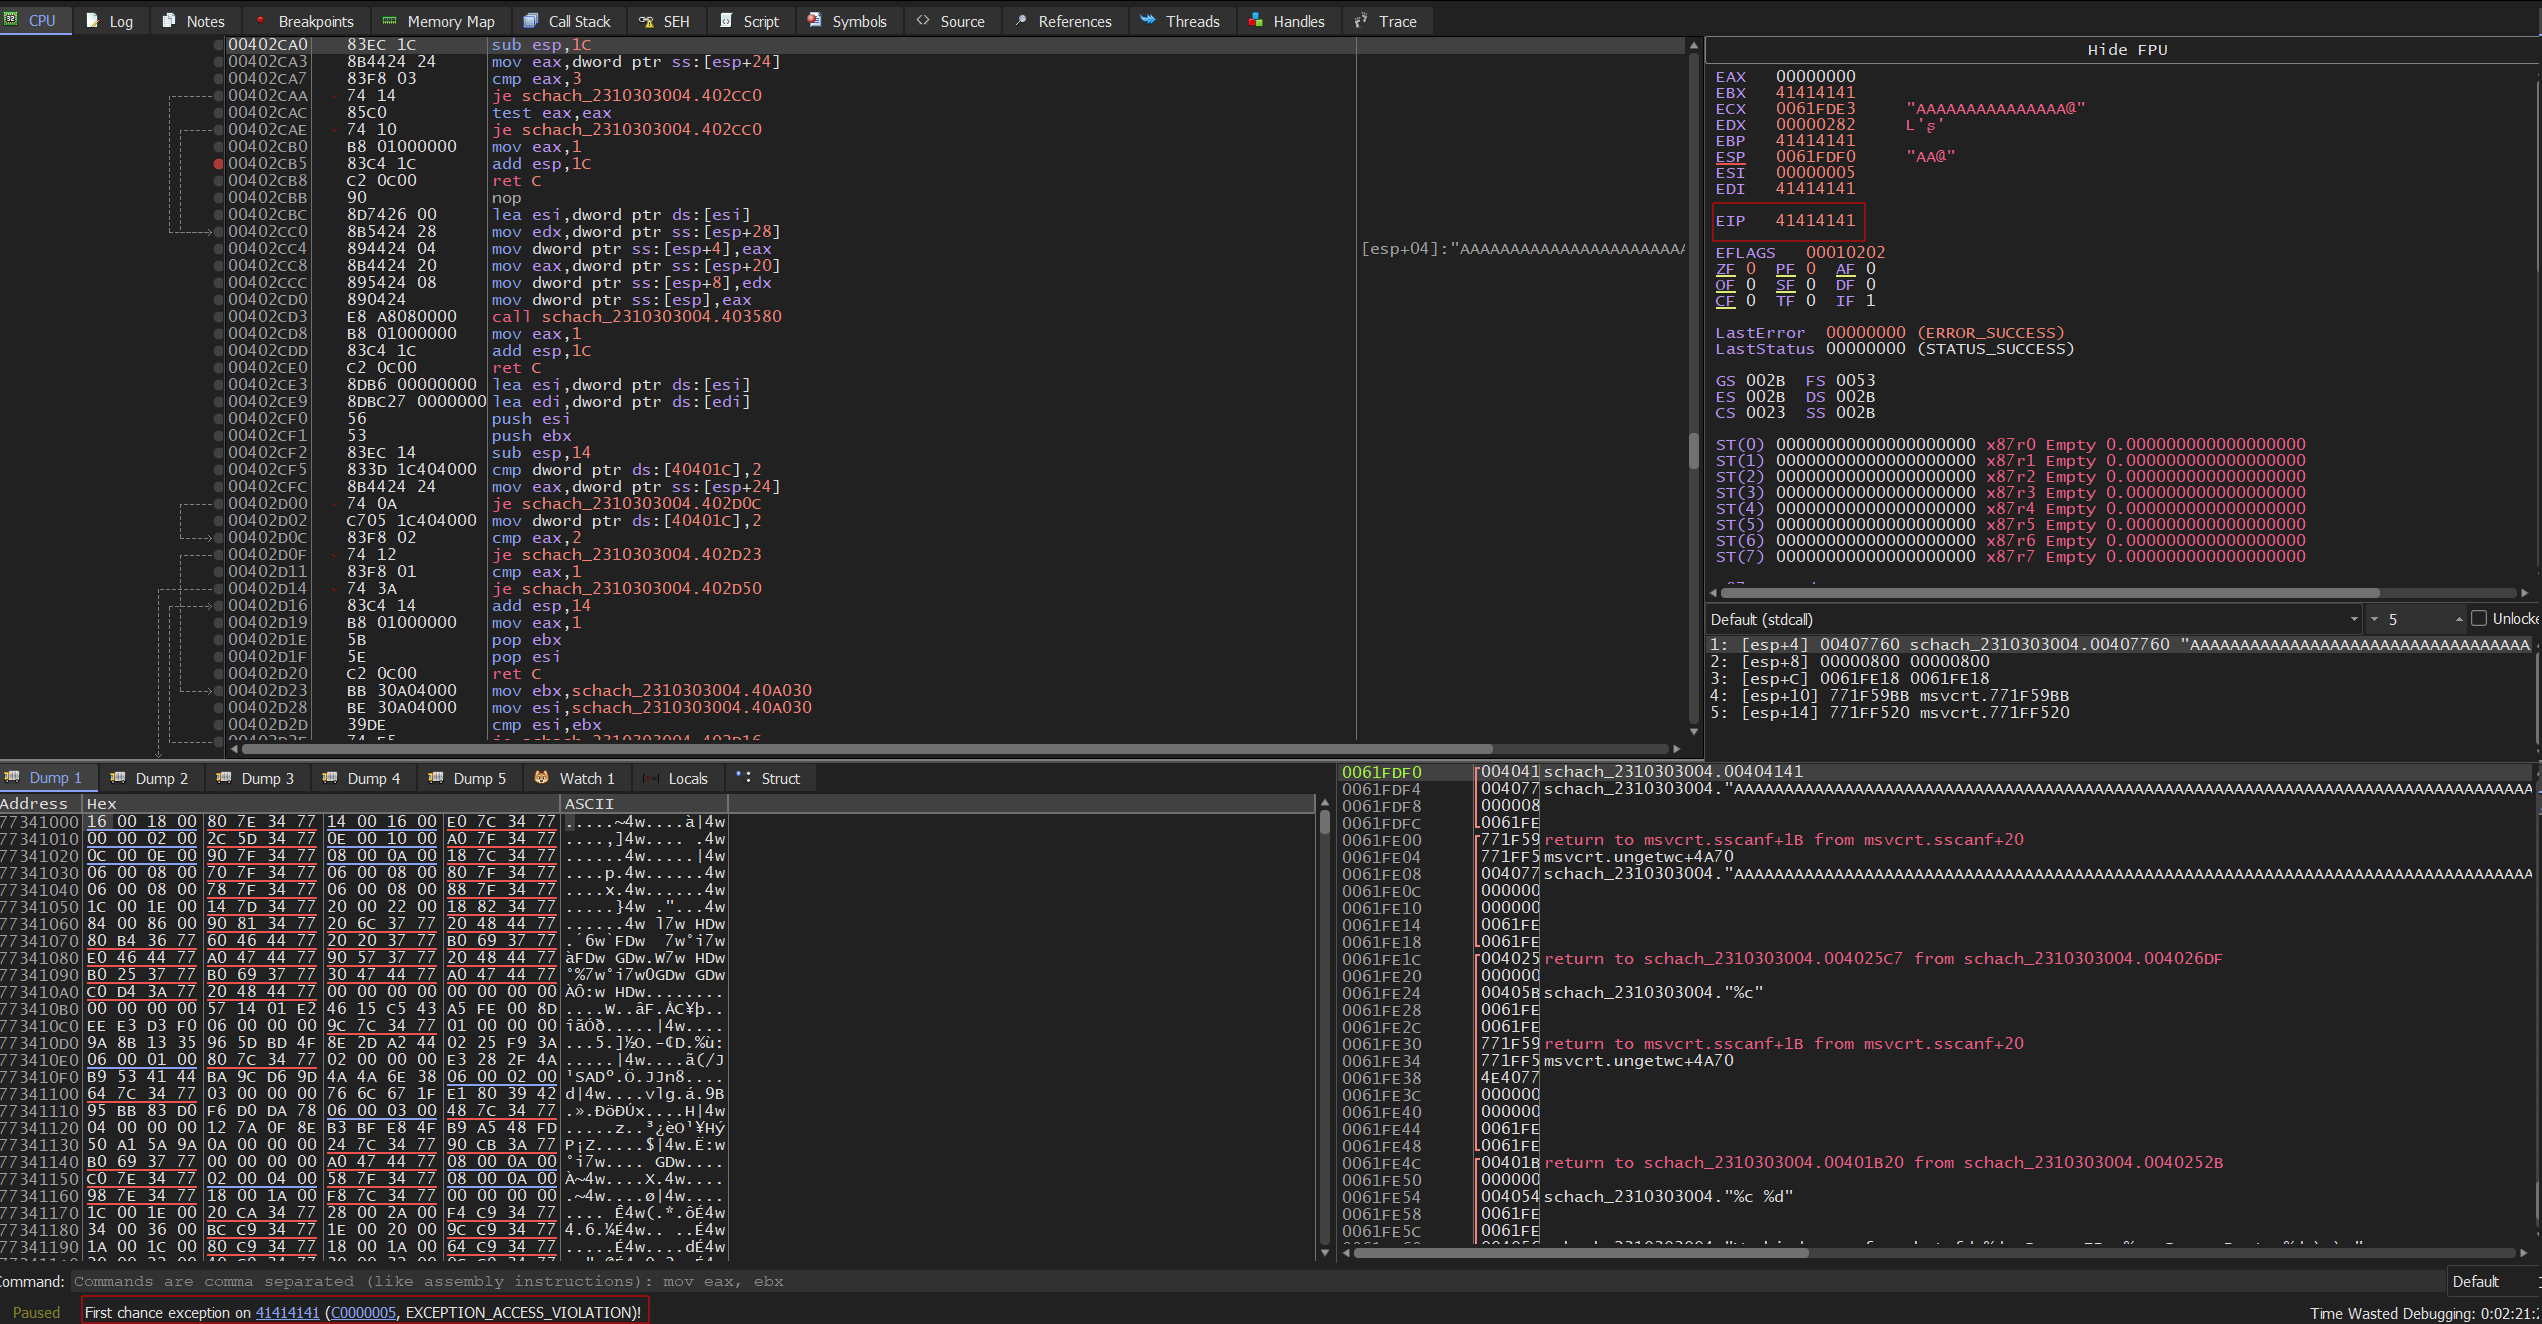 CPU Log Notes Breakpoints Memory Map Call Stack SEH Script Symbols Source References Threads Handles Trace
00402CA0 83EC 1C sub esp,1C
00402CA3 8B4424 24 mov eax,dword ptr ss:[esp+24]
00402CA7 83F8 03 cmp eax,3
00402CAA 74 14 je schach_2310303004.402CC0
00402CAC 85C0 test eax,eax
00402CAE 74 10 je schach_2310303004.402CC0
00402CB0 B8 01000000 mov eax,1
00402CB5 83C4 1C add esp,1C
00402CB8 C2 0C00 ret C
00402CBB 90 nop
00402CBC 8D7426 00 lea esi,dword ptr ds:[esi]
00402CC0 8B5424 28 mov edx,dword ptr ss:[esp+28]
00402CC4 894424 04 mov dword ptr ss:[esp+4],eax
00402CC8 8B4424 20 mov eax,dword ptr ss:[esp+20]
00402CCC 895424 08 mov dword ptr ss:[esp+8],edx
00402CD0 890424 mov dword ptr ss:[esp],eax
00402CD3 E8 A8080000 call schach_2310303004.403580
00402CD8 B8 01000000 mov eax,1
00402CDD 83C4 1C add esp,1C
00402CE0 C2 0C00 ret C
00402CE3 8DB6 00000000 lea esi,dword ptr ds:[esi]
00402CE9 8DBC27 0000000 lea edi,dword ptr ds:[edi]
00402CF0 56 push esi
00402CF1 53 push ebx
00402CF2 83EC 14 sub esp,14
00402CF5 833D 1C404000 cmp dword ptr ds:[40401C],2
00402CFC 8B4424 24 mov eax,dword ptr ss:[esp+24]
00402D00 74 0A je schach_2310303004.402D0C
00402D02 C705 1C404000 mov dword ptr ds:[40401C],2
00402D0C 83F8 02 cmp eax,2
00402D0F 74 12 je schach_2310303004.402D23
00402D11 83F8 01 cmp eax,1
00402D14 74 3A je schach_2310303004.402D50
00402D16 83C4 14 add esp,14
00402D19 B8 01000000 mov eax,1
00402D1E 5B pop ebx
00402D1F 5E pop esi
00402D20 C2 0C00 ret C
00402D23 BB 30A04000 mov ebx,schach_2310303004.40A030
00402D28 BE 30A04000 mov esi,schach_2310303004.40A030
00402D2D 39DE cmp esi,ebx
[esp+04]:"AAAAAAAAAAAAAAAAAAAAAAA
Hide FPU
EAX 00000000
EBX 41414141
ECX 0061FDE3 "AAAAAAAAAAAAAAA@"
EDX 00000282
EBP 41414141
ESP 0061FDF0 "AA@"
ESI 00000005
EDI 41414141
EIP 41414141
EFLAGS 00010202
ZF 0 PF 0 AF 0
OF 0 SF 0 DF 0
CF 0 TF 0 IF 1
LastError 00000000 (ERROR_SUCCESS)
LastStatus 00000000 (STATUS_SUCCESS)
GS 002B FS 0053
ES 002B DS 002B
CS 0023 SS 002B
ST(0) 00000000000000000000 x87r0 Empty 0.000000000000000000
ST(1) 00000000000000000000 x87r1 Empty 0.000000000000000000
ST(2) 00000000000000000000 x87r2 Empty 0.000000000000000000
ST(3) 00000000000000000000 x87r3 Empty 0.000000000000000000
ST(4) 00000000000000000000 x87r4 Empty 0.000000000000000000
ST(5) 00000000000000000000 x87r5 Empty 0.000000000000000000
ST(6) 00000000000000000000 x87r6 Empty 0.000000000000000000
ST(7) 00000000000000000000 x87r7 Empty 0.000000000000000000
Default (stdcall) 5 Unlocke
1: [esp+4] 00407760 schach_2310303004.00407760 "AAAAAAAAAAAAAAAAAAAAAAAAAAAAAAAAAA
2: [esp+8] 00000800 00000800
3: [esp+C] 0061FE18 0061FE18
4: [esp+10] 771F59BB msvcrt.771F59BB
5: [esp+14] 771FF520 msvcrt.771FF520
Dump 1 Dump 2 Dump 3 Dump 4 Dump 5 Watch 1 Locals Struct
Address Hex ASCII
77341000 16 00 18 00 80 7E 34 77 14 00 16 00 E0 7C 34 77 .....~4w....à|4w
77341010 00 00 02 00 2C 5D 34 77 0E 00 10 00 A0 7F 34 77 ....,]4w.... .4w
77341020 0C 00 0E 00 90 7F 34 77 08 00 0A 00 18 7C 34 77 ......4w.....|4w
77341030 06 00 08 00 70 7F 34 77 06 00 08 00 80 7F 34 77 ....p.4w......4w
77341040 06 00 08 00 78 7F 34 77 06 00 08 00 88 7F 34 77 ....x.4w......4w
77341050 1C 00 1E 00 14 7D 34 77 20 00 22 00 18 82 34 77 .....}4w ."...4w
77341060 84 00 86 00 90 81 34 77 20 6C 37 77 20 48 44 77 ......4w l7w HDw
77341070 80 B4 36 77 60 46 44 77 20 20 37 77 B0 69 37 77 .´6w`FDw  7w°i7w
77341080 E0 46 44 77 A0 47 44 77 90 57 37 77 20 48 44 77 àFDw GDw.W7w HDw
77341090 B0 25 37 77 B0 69 37 77 30 47 44 77 A0 47 44 77 °%7w°i7w0GDw GDw
773410A0 C0 D4 3A 77 20 48 44 77 00 00 00 00 00 00 00 00 ÀÔ:w HDw........
773410B0 00 00 00 00 57 14 01 E2 46 15 C5 43 A5 FE 00 8D ....W..âF.ÅC¥þ..
773410C0 EE E3 D3 F0 06 00 00 00 9C 7C 34 77 01 00 00 00 îãÓð.....|4w....
773410D0 9A 8B 13 35 96 5D BD 4F 8E 2D A2 44 02 25 F9 3A ...5.]½O.-¢D.%ù:
773410E0 06 00 01 00 80 7C 34 77 02 00 00 00 E3 28 2F 4A .....|4w....ã(/J
773410F0 B9 53 41 44 BA 9C D6 9D 4A 4A 6E 38 06 00 02 00 ¹SADº.Ö.JJn8....
77341100 64 7C 34 77 03 00 00 00 76 6C 67 1F E1 80 39 42 d|4w....vlg.á.9B
77341110 95 BB 83 D0 F6 D0 DA 78 06 00 03 00 48 7C 34 77 .».ÐöÐÚx....H|4w
77341120 04 00 00 00 12 7A 0F 8E B3 BF E8 4F B9 A5 48 FD .....z..³¿èO¹¥Hý
77341130 50 A1 5A 9A 0A 00 00 00 24 7C 34 77 90 CB 3A 77 P¡Z.....$|4w.Ë:w
77341140 B0 69 37 77 00 00 00 00 A0 47 44 77 08 00 0A 00 °i7w.... GDw....
77341150 C0 7E 34 77 02 00 04 00 58 7F 34 77 08 00 0A 00 À~4w....X.4w....
77341160 98 7E 34 77 18 00 1A 00 F8 7C 34 77 00 00 00 00 .~4w....ø|4w....
77341170 1C 00 1E 00 20 CA 34 77 28 00 2A 00 F4 C9 34 77 .... Ê4w(.*.ôÉ4w
77341180 34 00 36 00 BC C9 34 77 1E 00 20 00 9C C9 34 77 4.6.¼É4w.. ..É4w
77341190 1A 00 1C 00 80 C9 34 77 18 00 1A 00 64 C9 34 77 .....É4w....dÉ4w
0061FDF0 004041 schach_2310303004.00404141
0061FDF4 004077 schach_2310303004."AAAAAAAAAAAAAAAAAAAAAAAAAAAAAAAAAAAAAAAAAAAAAAAAAAAAAAAAAAAAAAAAAAAAAAAAAAAAAAAA
0061FDF8 000008
0061FDFC 0061FE
0061FE00 771F59 return to msvcrt.sscanf+1B from msvcrt.sscanf+20
0061FE04 771FF5 msvcrt.ungetwc+4A70
0061FE08 004077 schach_2310303004."AAAAAAAAAAAAAAAAAAAAAAAAAAAAAAAAAAAAAAAAAAAAAAAAAAAAAAAAAAAAAAAAAAAAAAAAAAAAAAAA
0061FE0C 000000
0061FE10 000000
0061FE14 0061FE
0061FE18 0061FE
0061FE1C 004025 return to schach_2310303004.004025C7 from schach_2310303004.004026DF
0061FE20 000000
0061FE24 00405B schach_2310303004."%c"
0061FE28 0061FE
0061FE2C 0061FE
0061FE30 771F59 return to msvcrt.sscanf+1B from msvcrt.sscanf+20
0061FE34 771FF5 msvcrt.ungetwc+4A70
0061FE38 4E4077
0061FE3C 000000
0061FE40 000000
0061FE44 0061FE
0061FE48 0061FE
0061FE4C 00401B return to schach_2310303004.00401B20 from schach_2310303004.0040252B
0061FE50 000000
0061FE54 004054 schach_2310303004."%c %d"
0061FE58 0061FE
0061FE5C 0061FE
Command: Commands are comma separated (like assembly instructions): mov eax, ebx Default
Paused First chance exception on 41414141 (C0000005, EXCEPTION_ACCESS_VIOLATION)! Time Wasted Debugging: 0:02:21: